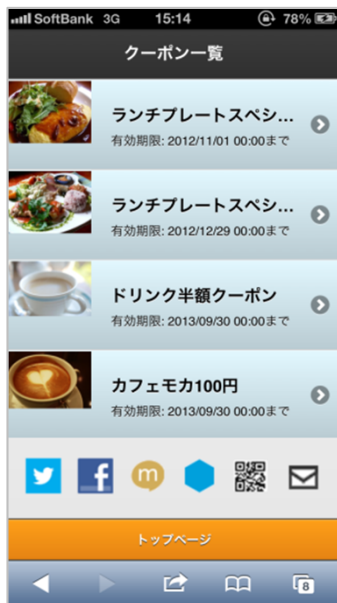 SoftBank 3G 15:14 78%
クーポン一覧
ランチプレートスペシ...
有効期限: 2012/11/01 00:00まで
ランチプレートスペシ...
有効期限: 2012/12/29 00:00まで
ドリンク半額クーポン
有効期限: 2013/09/30 00:00まで
カフェモカ100円
有効期限: 2013/09/30 00:00まで
f m
トップページ
8